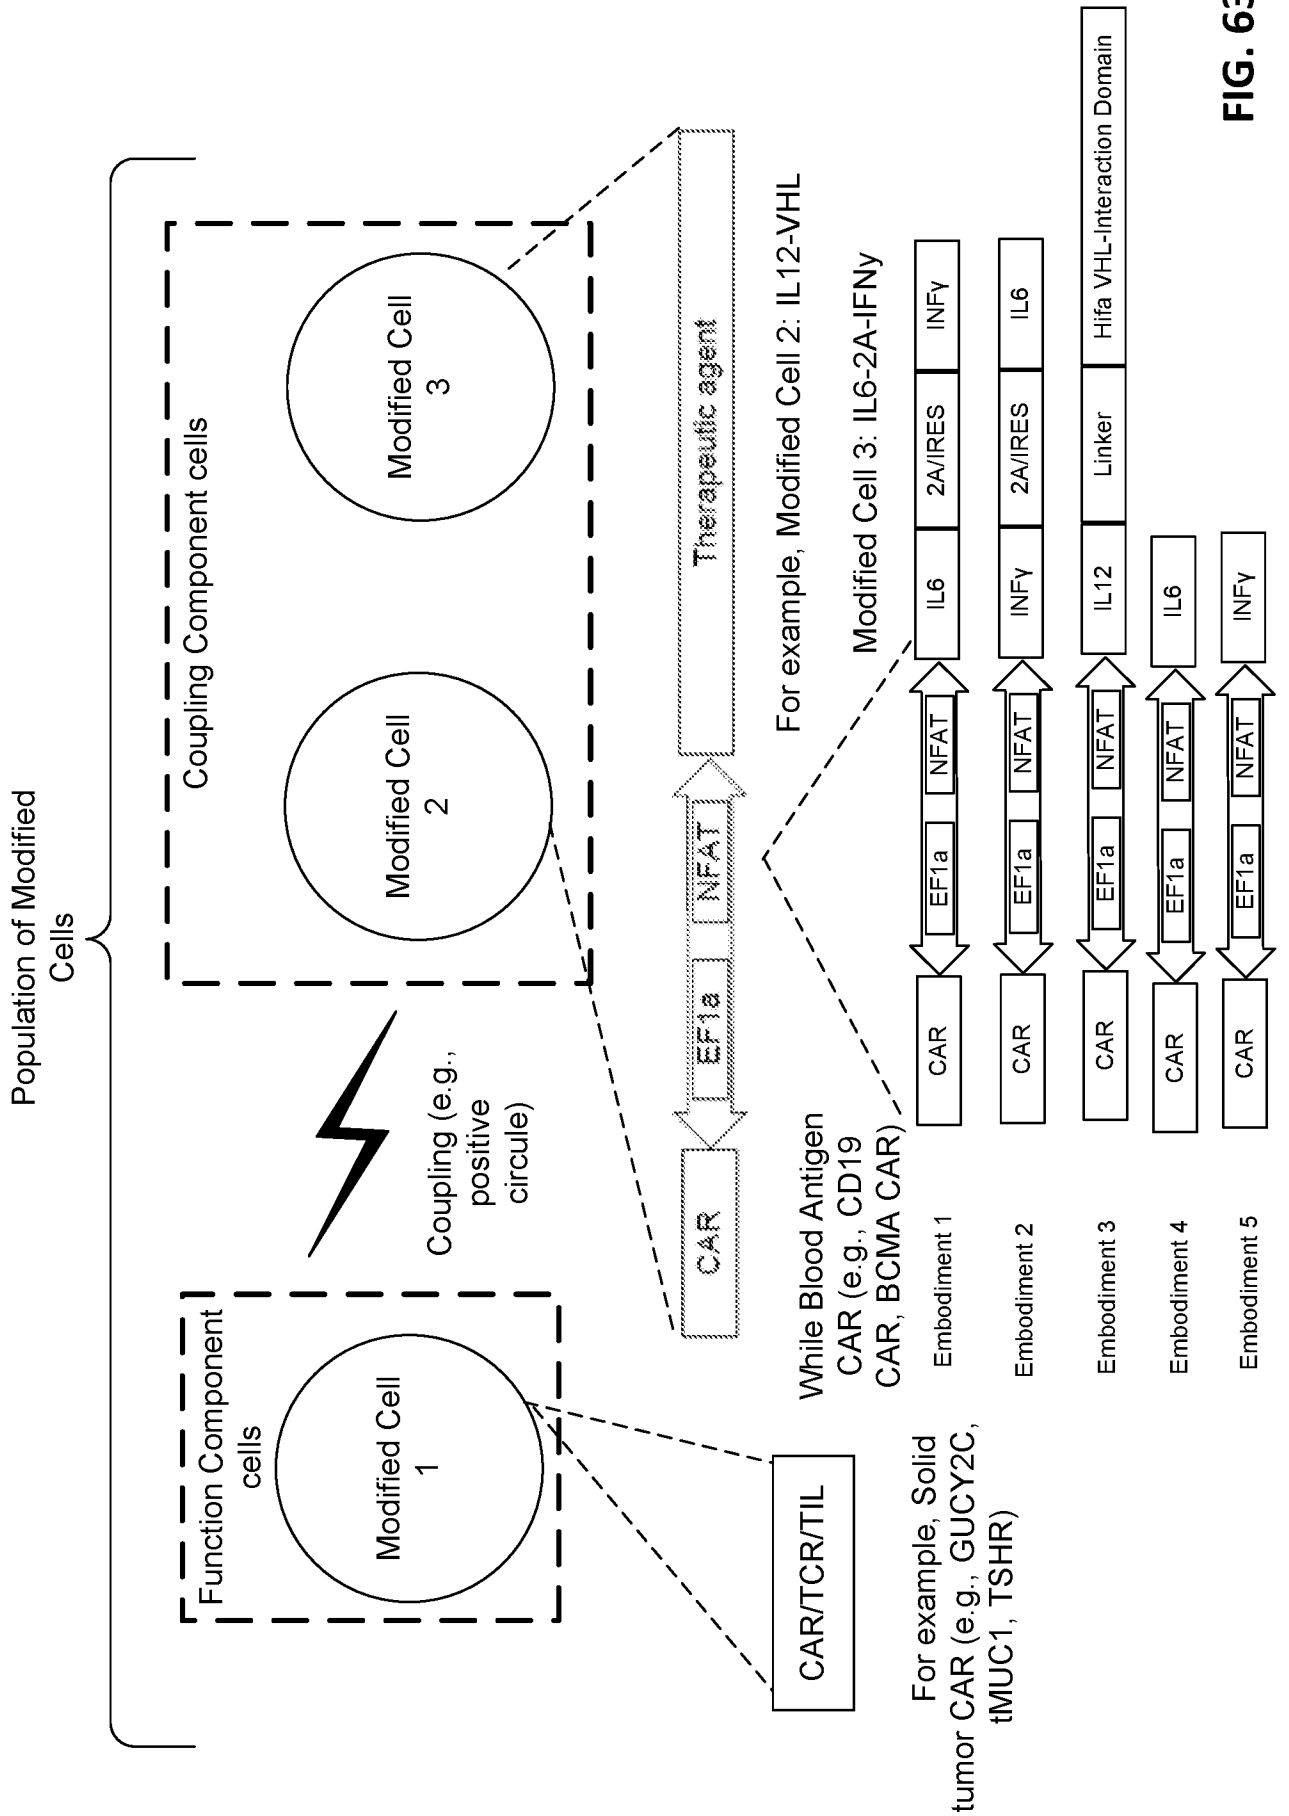 Population of Modified
Cells
Function Component
cells
Modified Cell
1
Coupling (e.g.,
positive
circule)
Coupling Component cells
Modified Cell
2
Modified Cell
3
CAR/TCR/TIL
For example, Solid
tumor CAR (e.g., GUCY2C,
tMUC1, TSHR)
CAR
EF1a
NFAT
Therapeutic agent
While Blood Antigen
CAR (e.g., CD19
CAR, BCMA CAR)
For example, Modified Cell 2: IL12-VHL
Modified Cell 3: IL6-2A-IFNγ
Embodiment 1
CAR
EF1a
NFAT
IL6
2A/IRES
INFγ
Embodiment 2
CAR
EF1a
NFAT
INFγ
2A/IRES
IL6
Embodiment 3
CAR
EF1a
NFAT
IL12
Linker
Hifa VHL-Interaction Domain
Embodiment 4
CAR
EF1a
NFAT
IL6
Embodiment 5
CAR
EF1a
NFAT
INFγ
FIG. 63